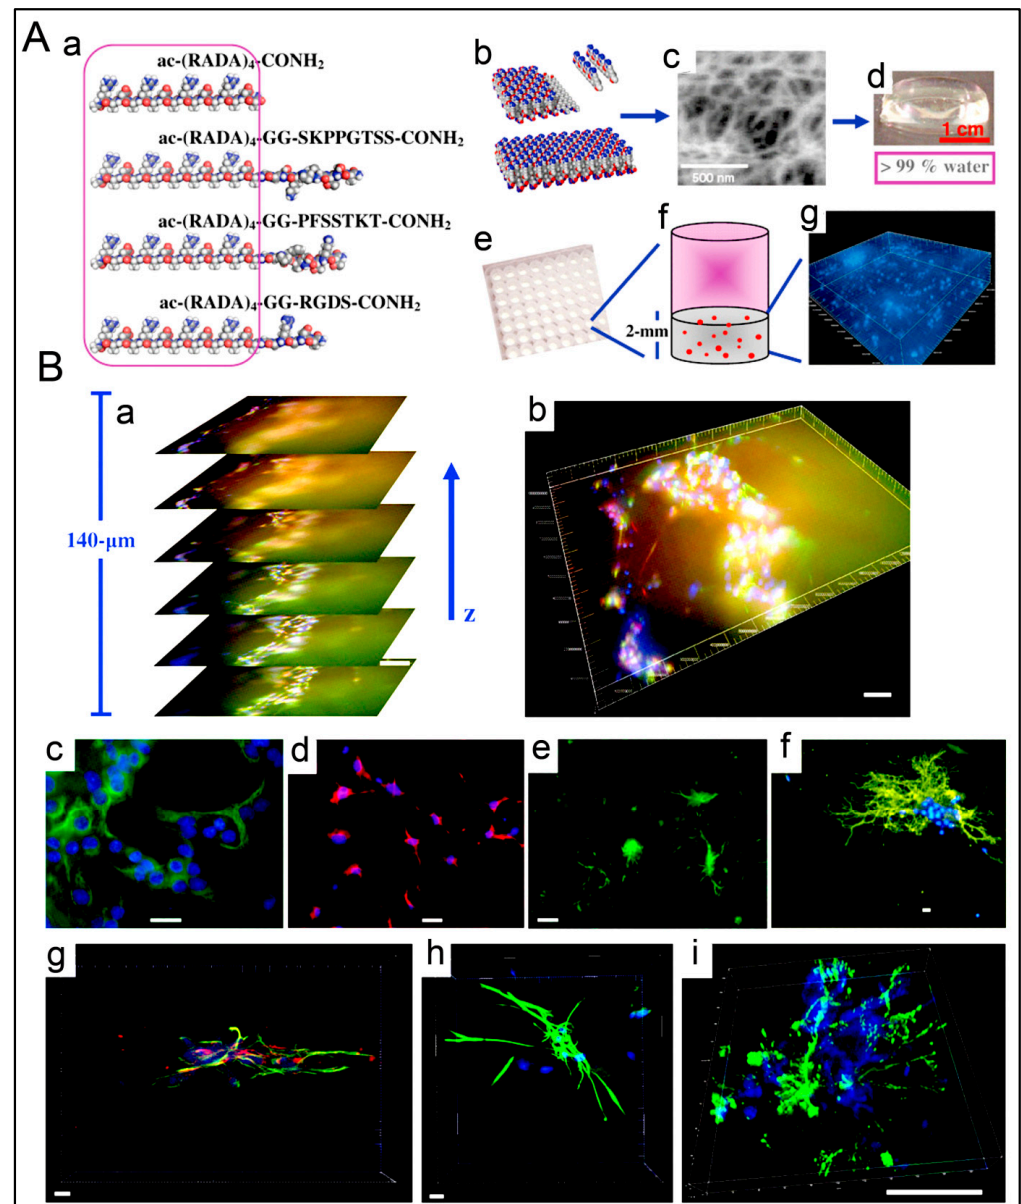 A
a
ac-(RADA)₄-CONH₂
ac-(RADA)₄-GG-SKPPGTSS-CONH₂
ac-(RADA)₄-GG-PFSSTKT-CONH₂
ac-(RADA)₄-GG-RGDS-CONH₂
b
c
500 nm
d
1 cm
> 99 % water
e
f
2-mm
g
B
a
140-μm
z
b
c
d
e
f
g
h
i